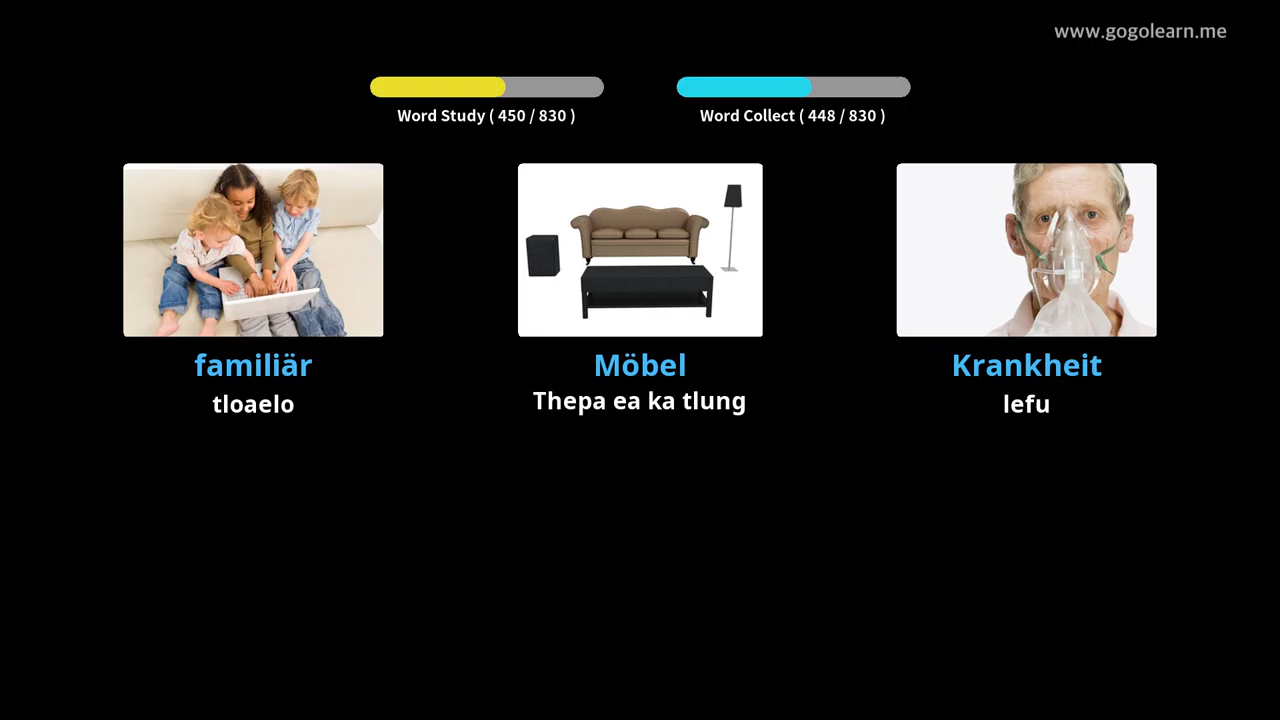 www.gogolearn.me
Word Study ( 450 / 830 )
Word Collect ( 448 / 830 )
familiär
tloaelo
Möbel
Thepa ea ka tlung
Krankheit
lefu